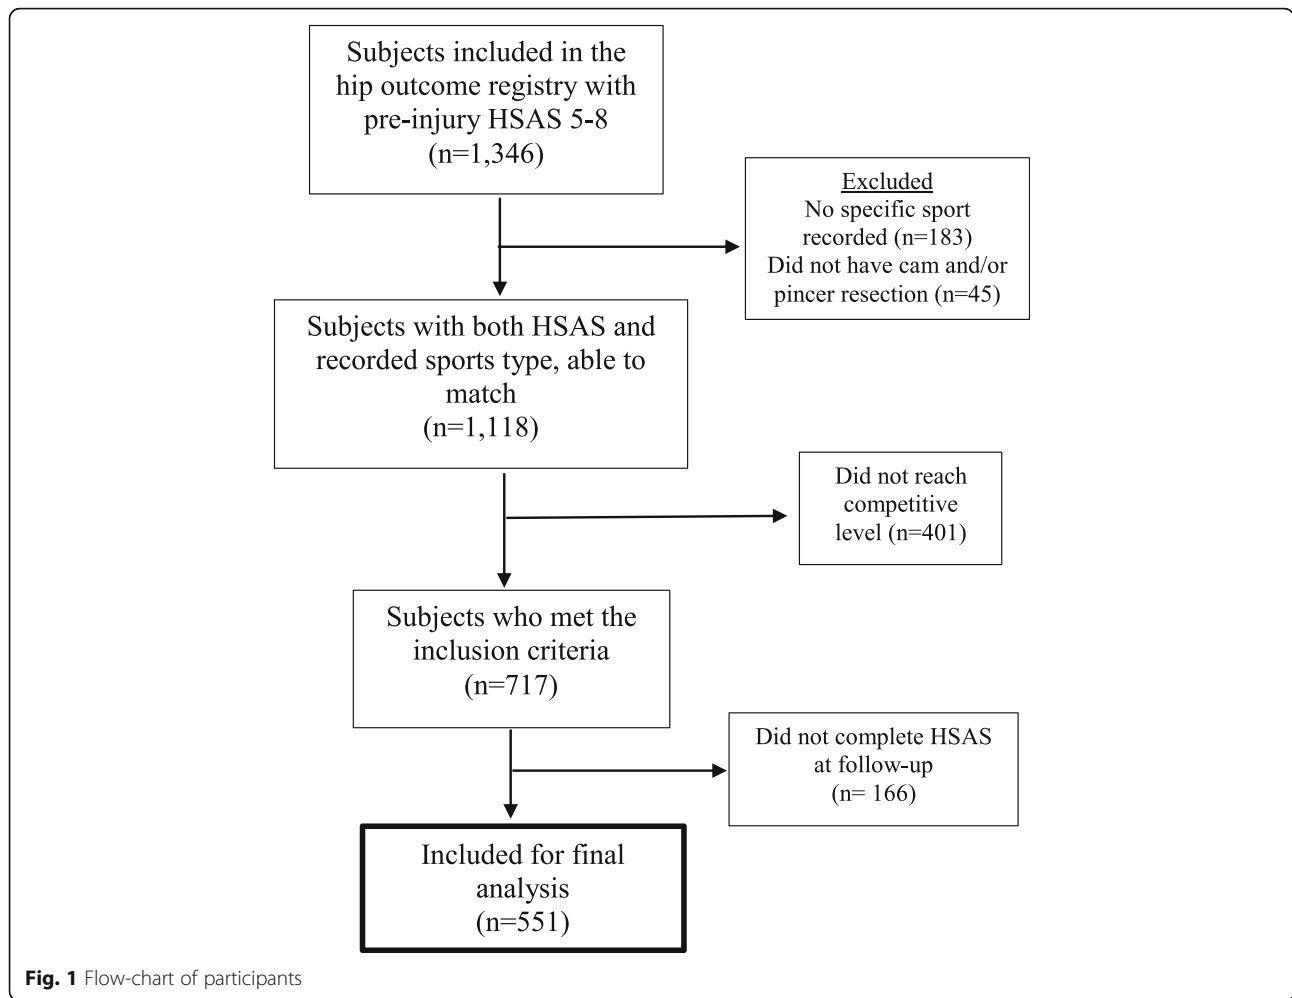 Subjects included in the
hip outcome registry with
pre-injury HSAS 5-8
(n=1,346)
Excluded
No specific sport
recorded (n=183)
Did not have cam and/or
pincer resection (n=45)
Subjects with both HSAS and
recorded sports type, able to
match
(n=1,118)
Did not reach
competitive
level (n=401)
Subjects who met the
inclusion criteria
(n=717)
Did not complete HSAS
at follow-up
(n= 166)
Included for final
analysis
(n=551)
Fig. 1 Flow-chart of participants